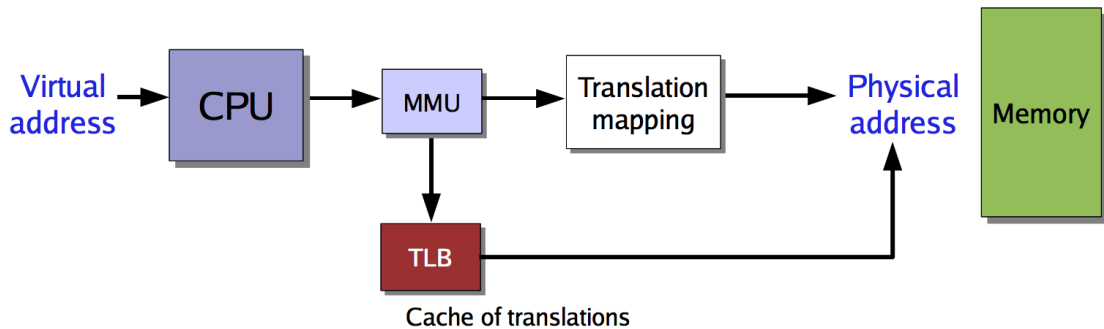 Virtual
address
CPU
MMU
Translation
mapping
Physical
address
Memory
TLB
Cache of translations